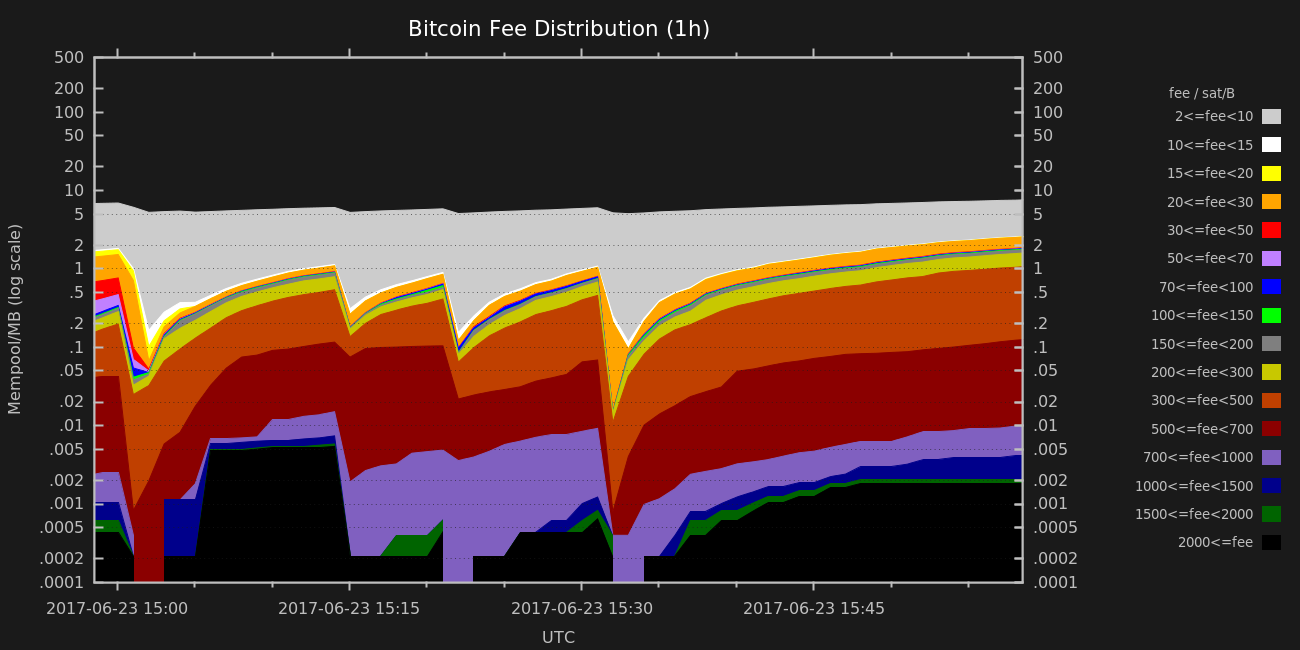 Bitcoin Fee Distribution (1h)
Mempool/MB (log scale)
500
200
100
50
20
10
5
2
1
.5
.2
.1
.05
.02
.01
.005
.002
.001
.0005
.0002
.0001
500
200
100
50
20
10
5
2
1
.5
.2
.1
.05
.02
.01
.005
.002
.001
.0005
.0002
.0001
2017-06-23 15:00
2017-06-23 15:15
2017-06-23 15:30
2017-06-23 15:45
UTC
fee / sat/B
2<=fee<10
10<=fee<15
15<=fee<20
20<=fee<30
30<=fee<50
50<=fee<70
70<=fee<100
100<=fee<150
150<=fee<200
200<=fee<300
300<=fee<500
500<=fee<700
700<=fee<1000
1000<=fee<1500
1500<=fee<2000
2000<=fee